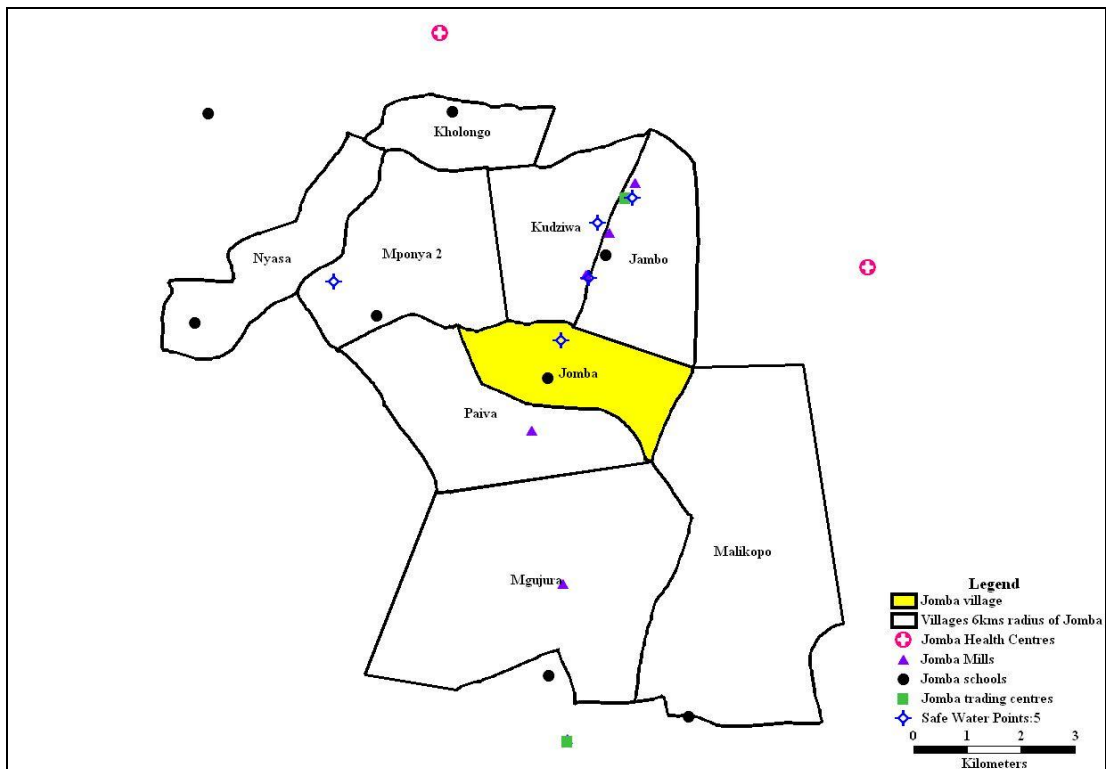 Kholongo
Kudziwa
Mponya 2
Nyasa
Jambo
Jomba
Paiva
Malikopo
Mgujura
Legend
Jomba village
Villages 6kms radius of Jomba
Jomba Health Centres
Jomba Mills
Jomba schools
Jomba trading centres
Safe Water Points:5
0 1 2 3
Kilometers